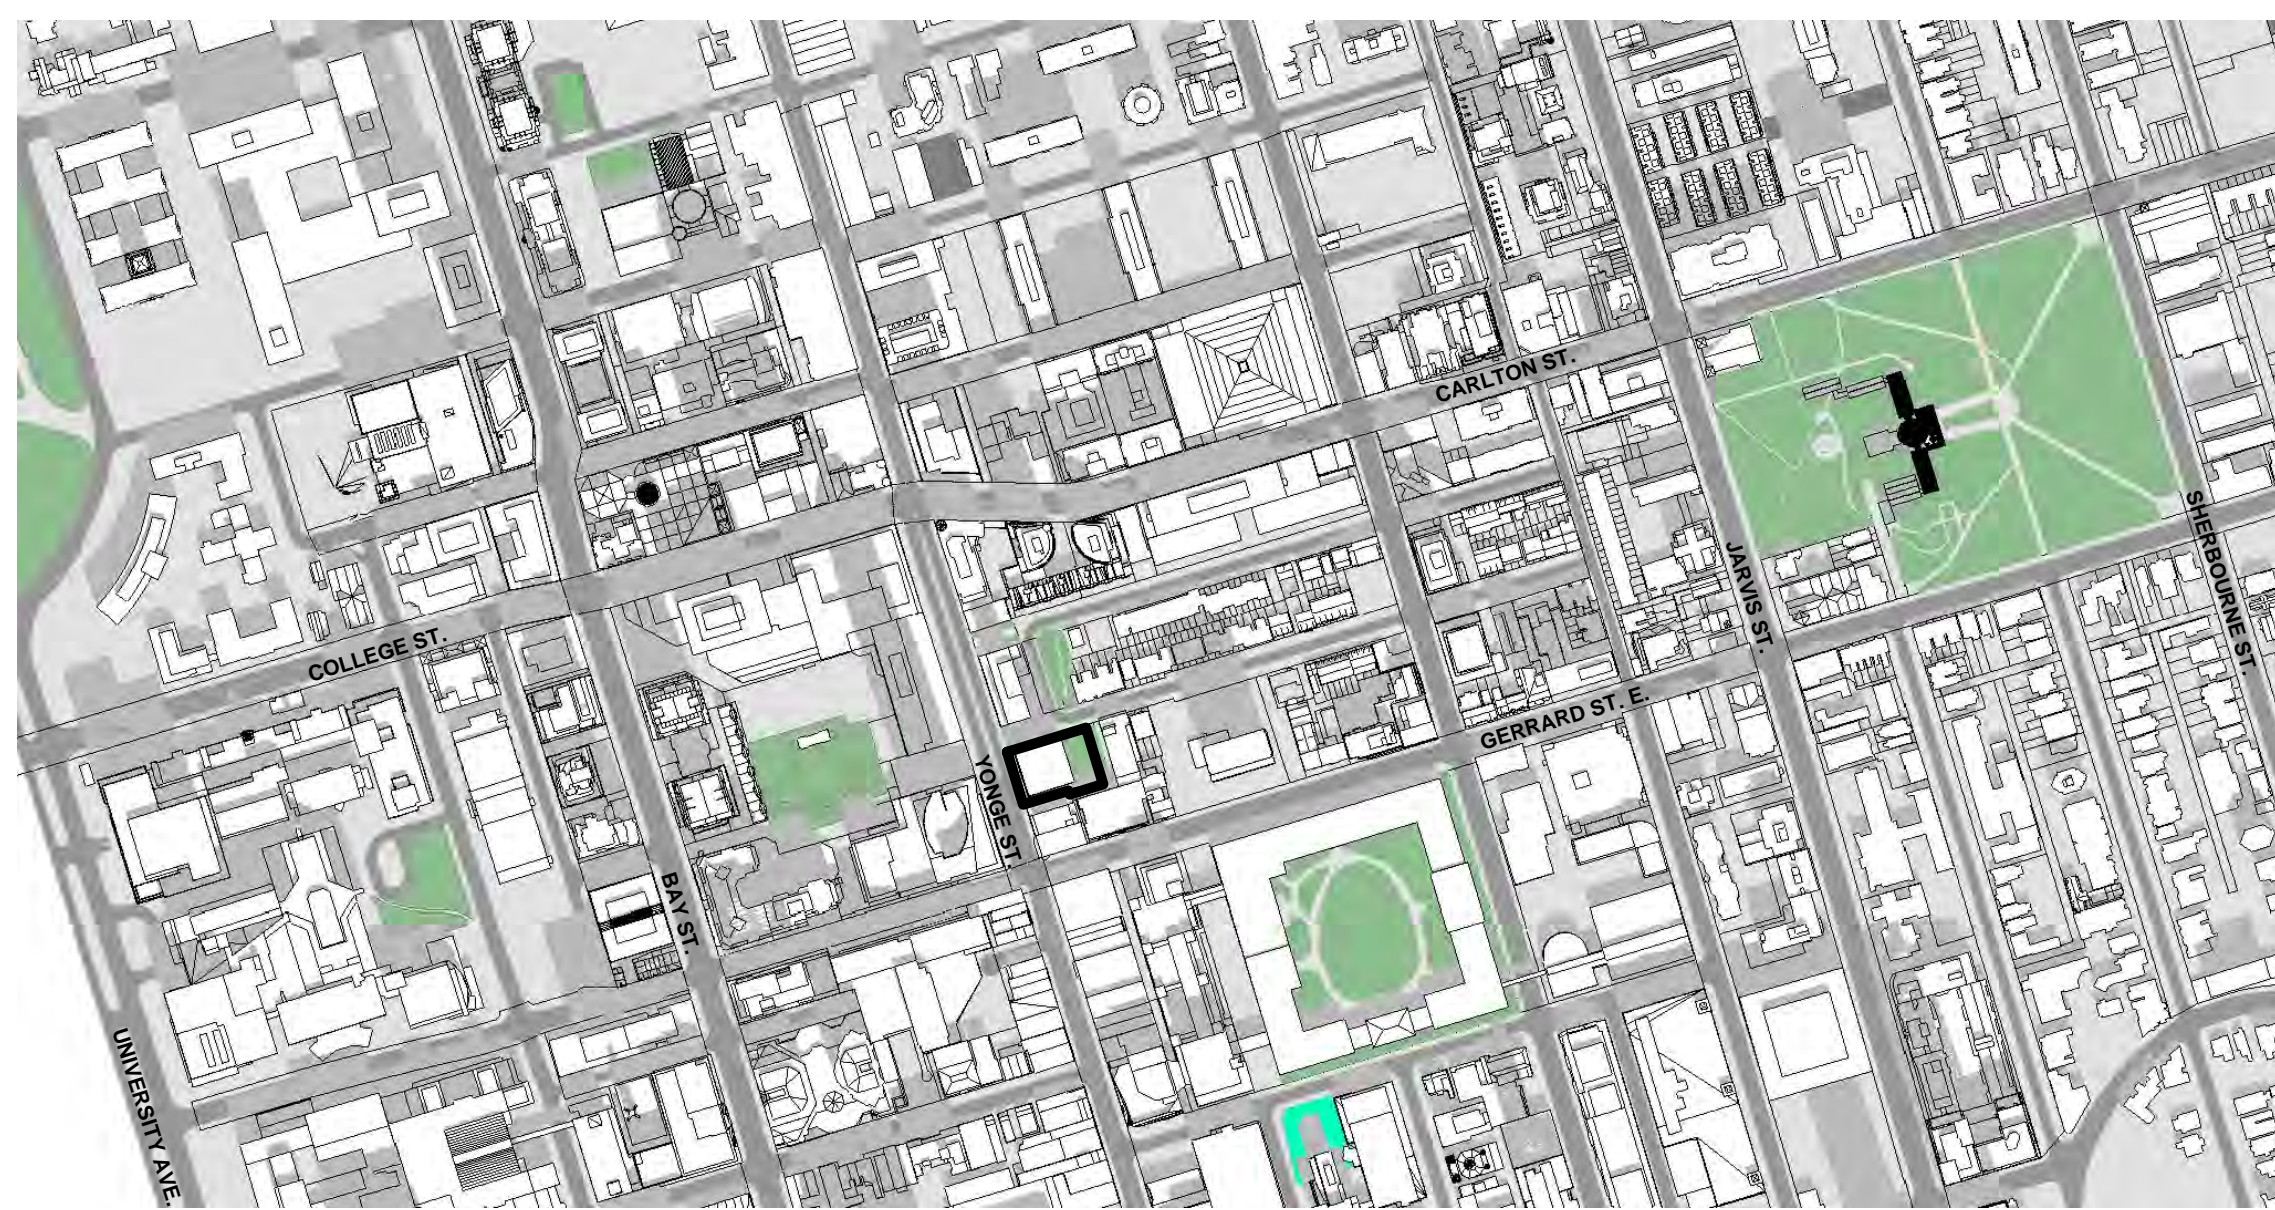 CARLTON ST.
SHERBOURNE ST.
JARVIS ST.
COLLEGE ST.
GERRARD ST. E.
YONGE ST.
BAY ST.
UNIVERSITY AVE.